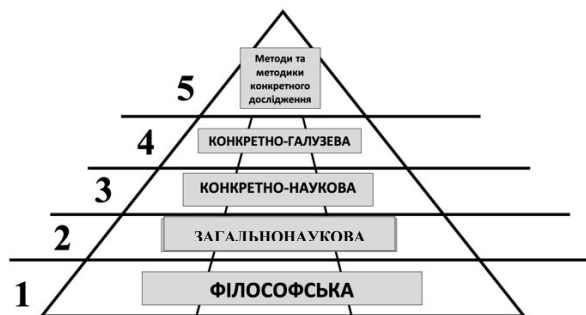 Методи та
методики
конкретного
дослідження
5
4
КОНКРЕТНО-ГАЛУЗЕВА
3
КОНКРЕТНО-НАУКОВА
2
ЗАГАЛЬНОНАУКОВА
1
ФІЛОСОФСЬКА